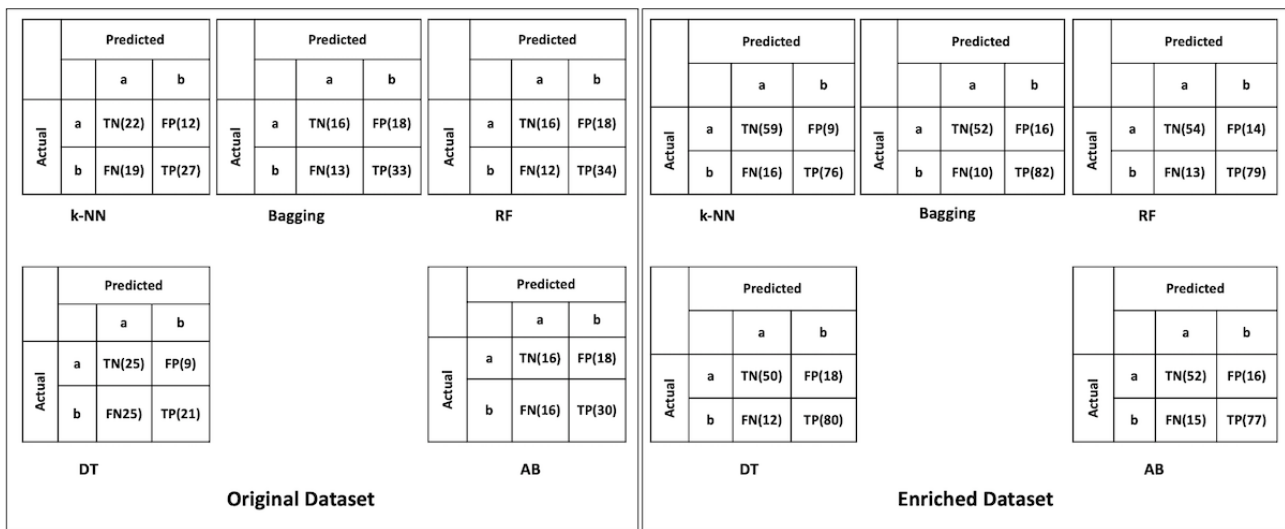 Predicted
a b
Actual
a TN(22) FP(12)
b FN(19) TP(27)
k-NN
Predicted
a b
Actual
a TN(16) FP(18)
b FN(13) TP(33)
Bagging
Predicted
a b
Actual
a TN(16) FP(18)
b FN(12) TP(34)
RF
Predicted
a b
Actual
a TN(25) FP(9)
b FN25) TP(21)
DT
Predicted
a b
Actual
a TN(16) FP(18)
b FN(16) TP(30)
AB
Original Dataset
Predicted
a b
Actual
a TN(59) FP(9)
b FN(16) TP(76)
k-NN
Predicted
a b
Actual
a TN(52) FP(16)
b FN(10) TP(82)
Bagging
Predicted
a b
Actual
a TN(54) FP(14)
b FN(13) TP(79)
RF
Predicted
a b
Actual
a TN(50) FP(18)
b FN(12) TP(80)
DT
Predicted
a b
Actual
a TN(52) FP(16)
b FN(15) TP(77)
AB
Enriched Dataset